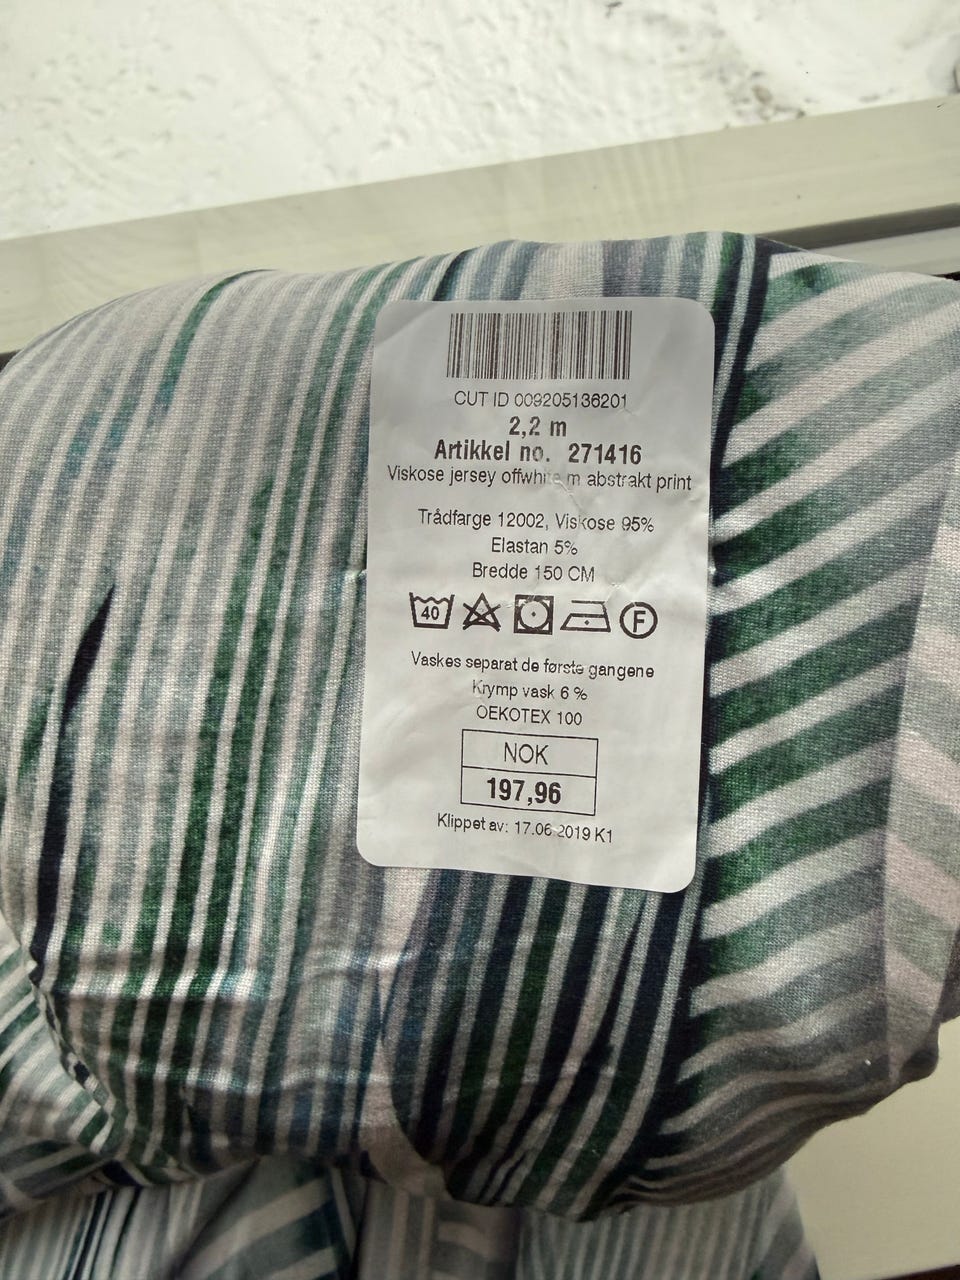 CUT ID 009205136201
2,2 m
Artikkel no. 271416
Viskose jersey offwhite m abstrakt print
Trådfarge 12002, Viskose 95%
Elastan 5%
Bredde 150 CM
40
F
Vaskes separat de første gangene
Krymp vask 6 %
OEKOTEX 100
NOK
197,96
Klippet av: 17.06 2019 K1